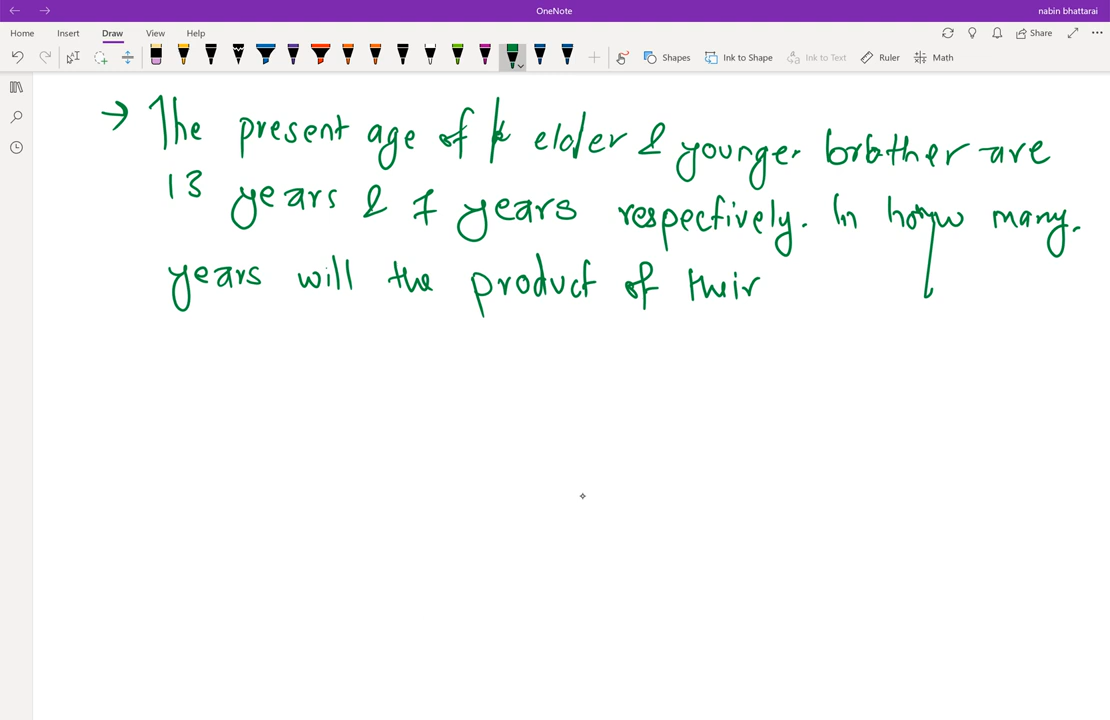 OneNote
nabin bhattarai
Home Insert Draw View Help
Share
Shapes Ink to Shape Ink to Text Ruler Math
→ The present age of elder & younger brother are
13 years & 7 years respectively. In how many
years will the product of their